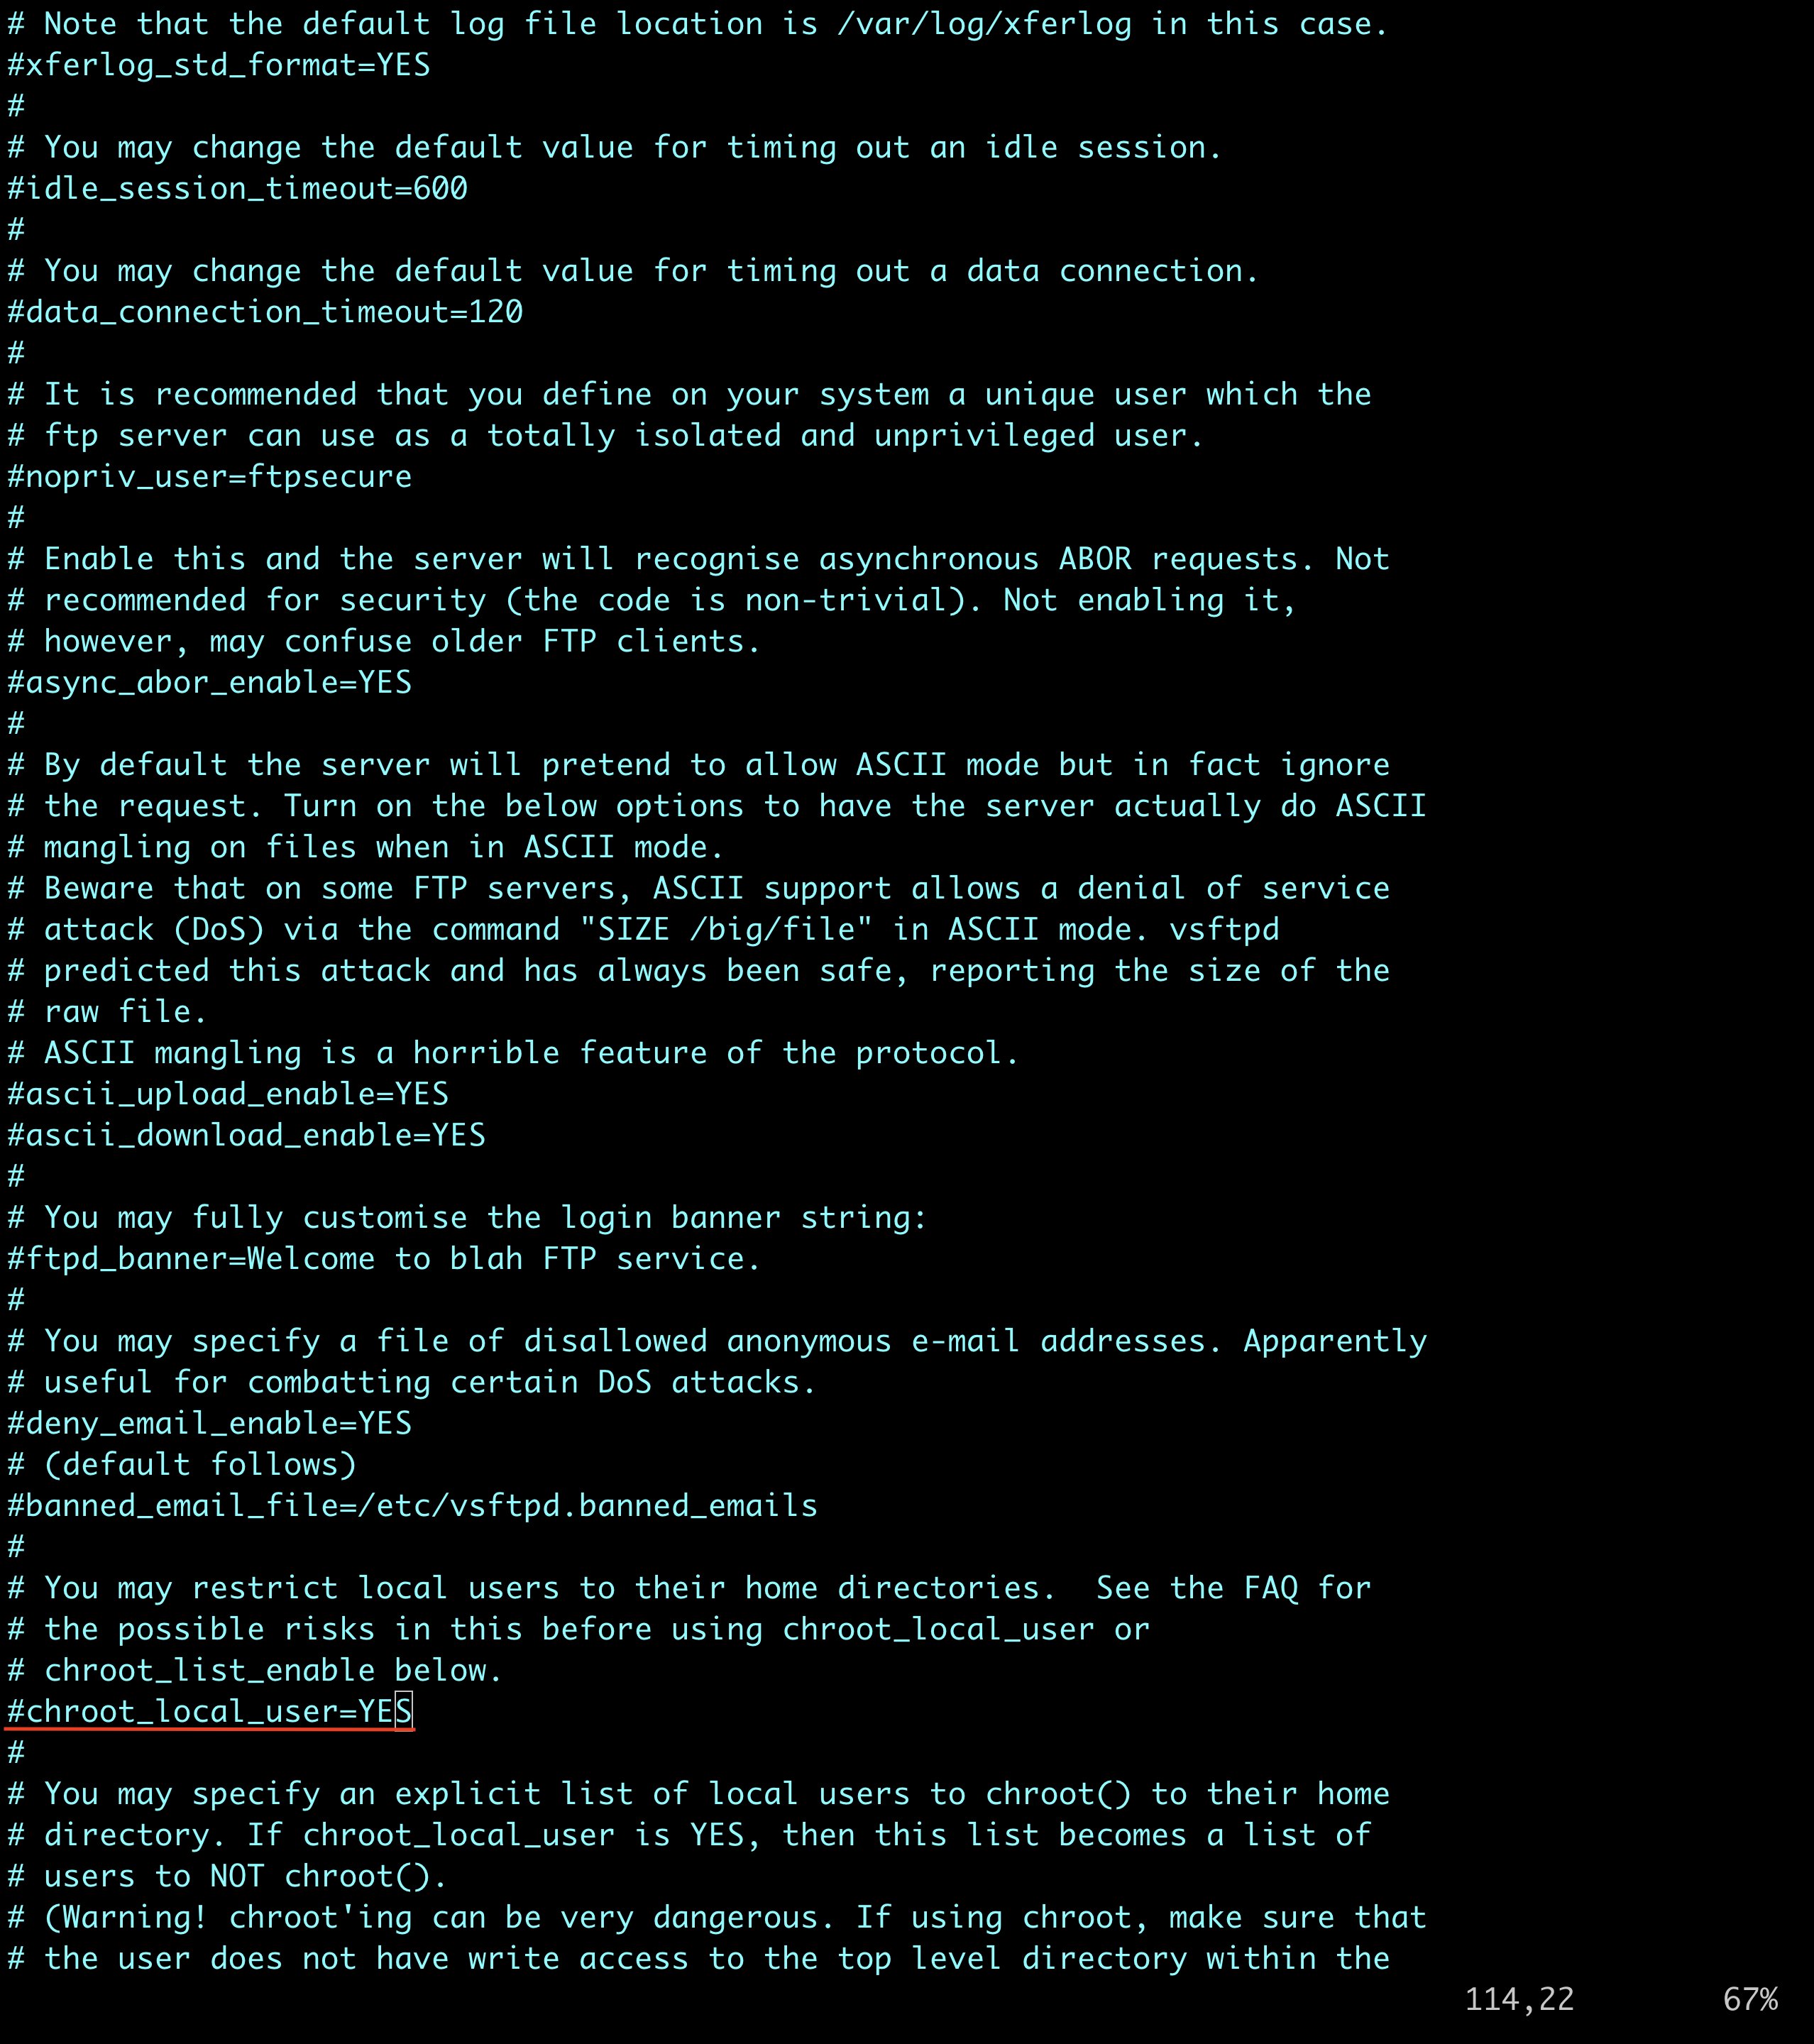 # Note that the default log file location is /var/log/xferlog in this case.
#xferlog_std_format=YES
#
# You may change the default value for timing out an idle session.
#idle_session_timeout=600
#
# You may change the default value for timing out a data connection.
#data_connection_timeout=120
#
# It is recommended that you define on your system a unique user which the
# ftp server can use as a totally isolated and unprivileged user.
#nopriv_user=ftpsecure
#
# Enable this and the server will recognise asynchronous ABOR requests. Not
# recommended for security (the code is non-trivial). Not enabling it,
# however, may confuse older FTP clients.
#async_abor_enable=YES
#
# By default the server will pretend to allow ASCII mode but in fact ignore
# the request. Turn on the below options to have the server actually do ASCII
# mangling on files when in ASCII mode.
# Beware that on some FTP servers, ASCII support allows a denial of service
# attack (DoS) via the command "SIZE /big/file" in ASCII mode. vsftpd
# predicted this attack and has always been safe, reporting the size of the
# raw file.
# ASCII mangling is a horrible feature of the protocol.
#ascii_upload_enable=YES
#ascii_download_enable=YES
#
# You may fully customise the login banner string:
#ftpd_banner=Welcome to blah FTP service.
#
# You may specify a file of disallowed anonymous e-mail addresses. Apparently
# useful for combatting certain DoS attacks.
#deny_email_enable=YES
# (default follows)
#banned_email_file=/etc/vsftpd.banned_emails
#
# You may restrict local users to their home directories.  See the FAQ for
# the possible risks in this before using chroot_local_user or
# chroot_list_enable below.
#chroot_local_user=YES
#
# You may specify an explicit list of local users to chroot() to their home
# directory. If chroot_local_user is YES, then this list becomes a list of
# users to NOT chroot().
# (Warning! chroot'ing can be very dangerous. If using chroot, make sure that
# the user does not have write access to the top level directory within the
114,22 67%